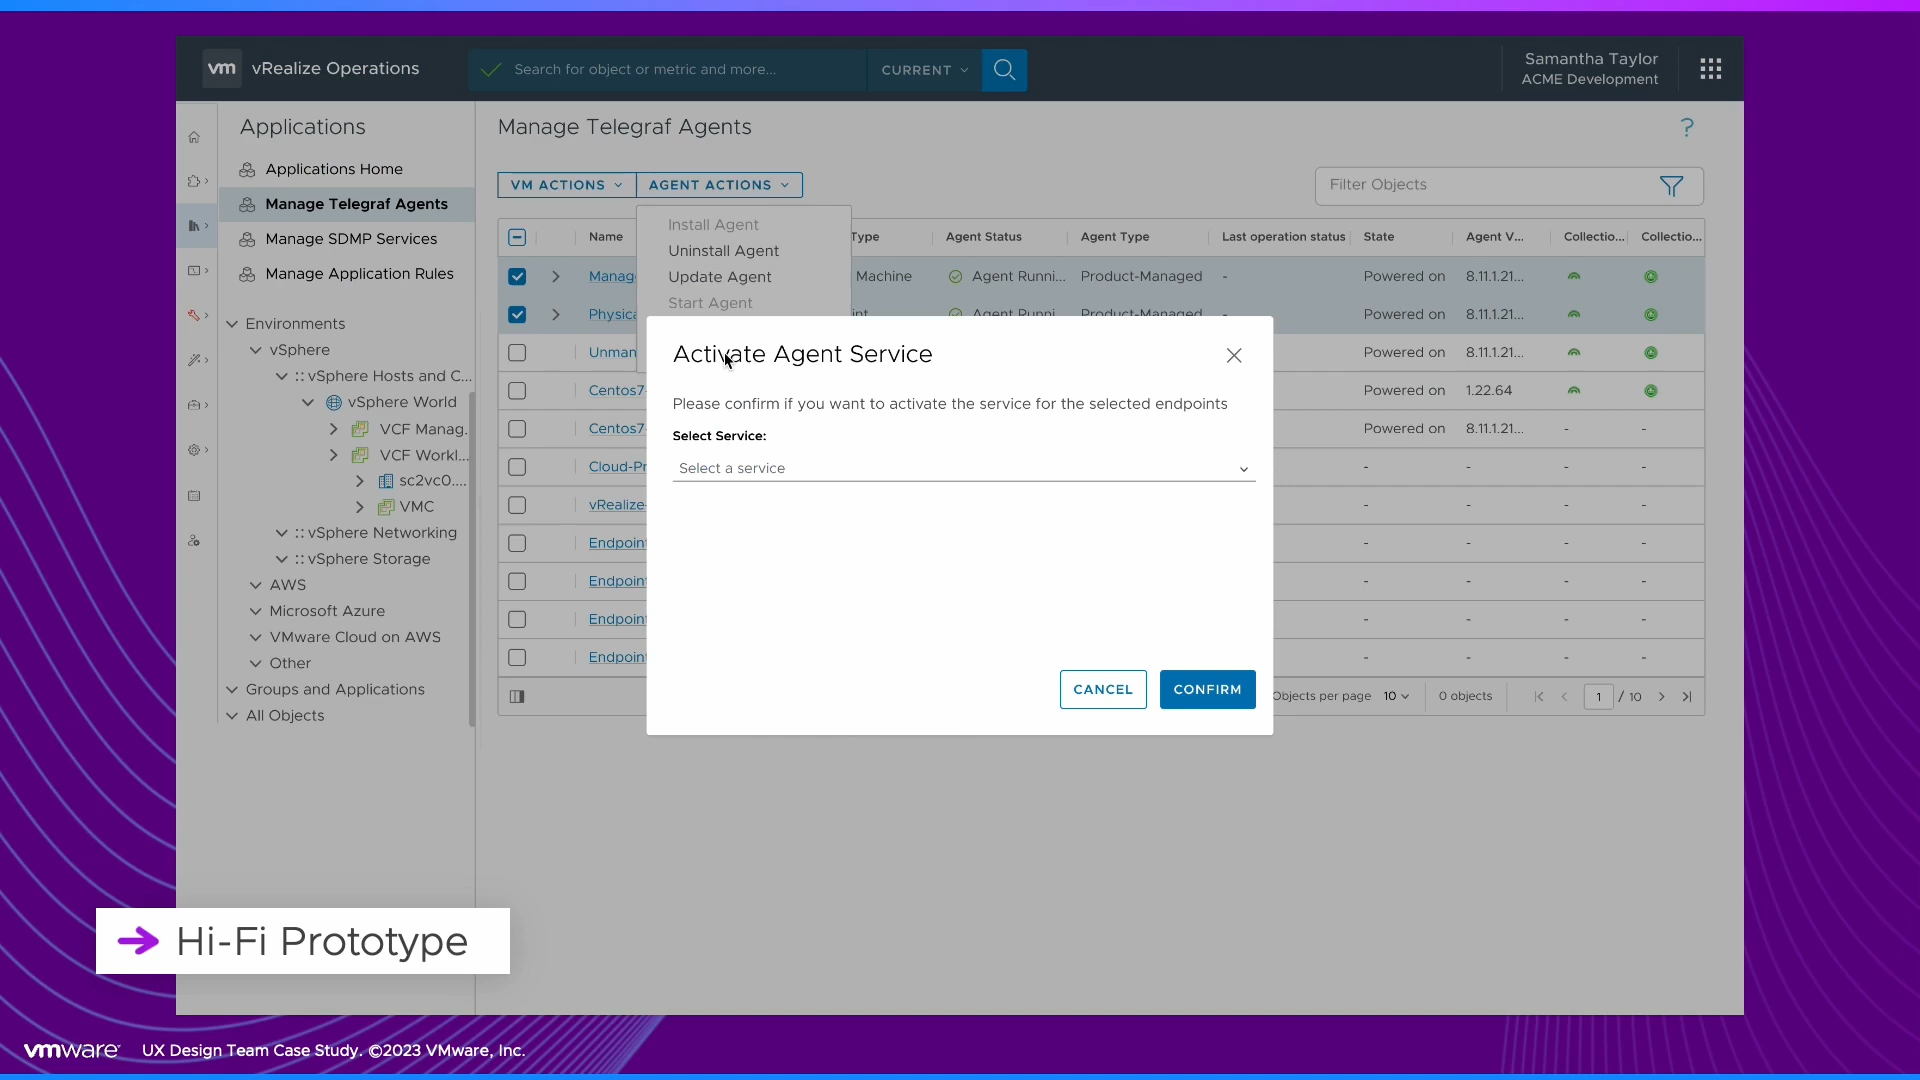 vm vRealize Operations
Search for object or metric and more...
CURRENT
Samantha Taylor
ACME Development
Applications
Applications Home
Manage Telegraf Agents
Manage SDMP Services
Manage Application Rules
Environments
vSphere
:: vSphere Hosts and C...
vSphere World
VCF Manag.
VCF Workl...
sc2vc0....
VMC
:: vSphere Networking
:: vSphere Storage
AWS
Microsoft Azure
VMware Cloud on AWS
Other
Groups and Applications
All Objects
Manage Telegraf Agents
?
VM ACTIONS
AGENT ACTIONS
Filter Objects
Install Agent
Uninstall Agent
Update Agent
Start Agent
Name Type Agent Status Agent Type Last operation status State Agent V... Collectio... Collectio...
Manag Machine Agent Runni... Product-Managed - Powered on 8.11.1.21...
Physica int Agent Runni... Product-Managed - Powered on 8.11.1.21...
Unman Powered on 8.11.1.21...
Centos7- Powered on 1.22.64
Centos7- Powered on 8.11.1.21... - -
Cloud-Pr - - - -
vRealize- - - - -
Endpoint - - - -
Endpoint - - - -
Endpoint - - - -
Endpoint - - - -
Objects per page 10 0 objects 1 / 10
Activate Agent Service
Please confirm if you want to activate the service for the selected endpoints
Select Service:
Select a service
CANCEL
CONFIRM
Hi-Fi Prototype
vmware UX Design Team Case Study. ©2023 VMware, Inc.